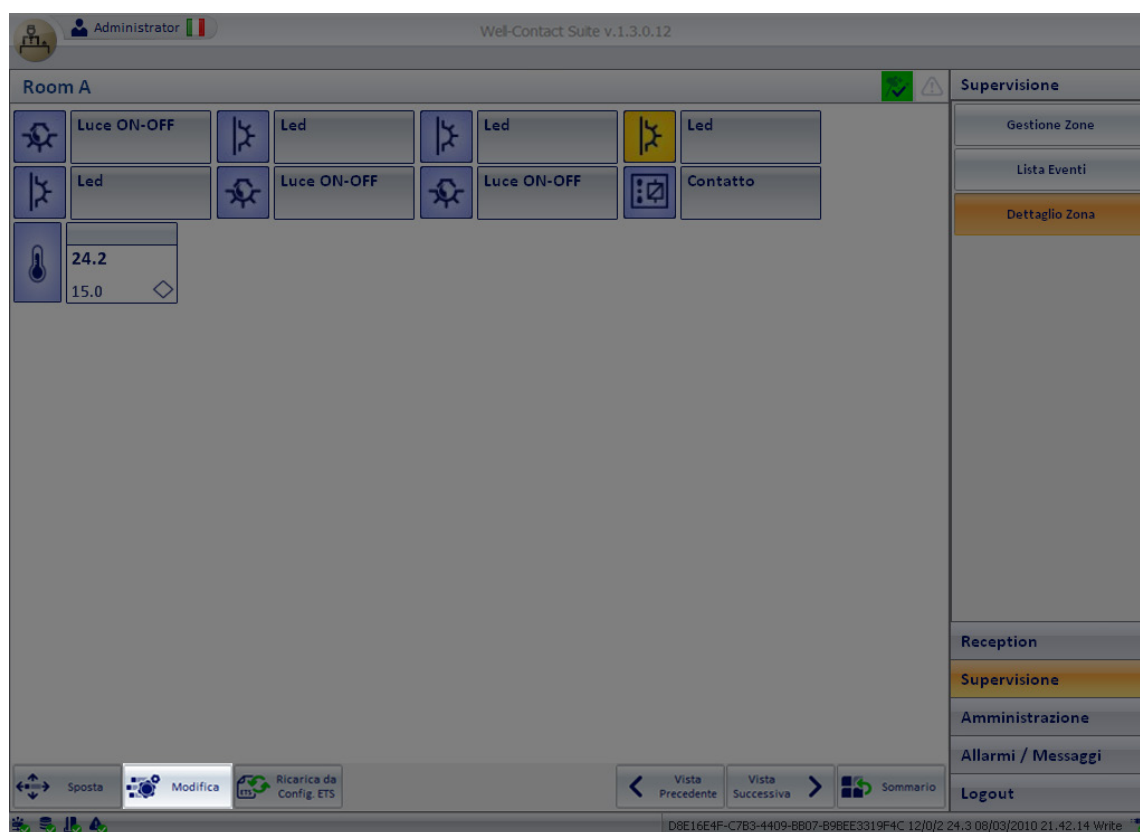 Administrator
Well-Contact Suite v.1.3.0.12
Room A
Supervisione
Luce ON-OFF
Led
Led
Led
Gestione Zone
Lista Eventi
Led
Luce ON-OFF
Luce ON-OFF
Contatto
Dettaglio Zona
24.2
15.0
Reception
Supervisione
Amministrazione
Allarmi / Messaggi
Logout
Sposta
Modifica
ETS
Ricarica da
Config. ETS
Vista
Precedente
Vista
Successiva
Sommario
D8E16E4F-C7B3-4409-BB07-B9BEE3319F4C 12/0/2 24.3 08/03/2010 21.42.14 Write